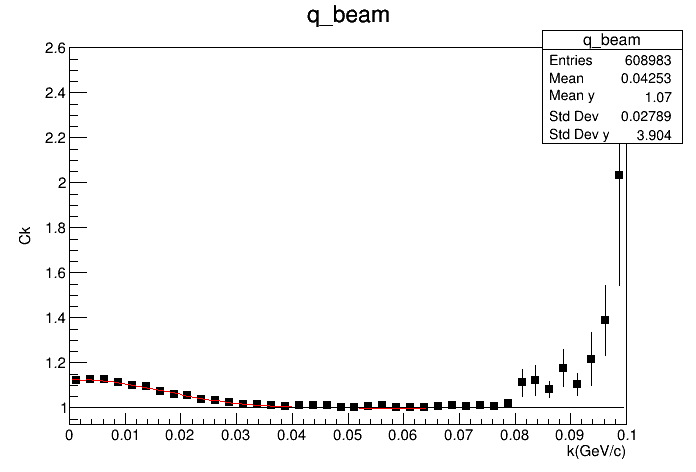 q_beam
q_beam
Entries 608983
Mean 0.04253
Mean y 1.07
Std Dev 0.02789
Std Dev y 3.904
2.6
2.4
2.2
2
1.8
1.6
1.4
1.2
1
Ck
0 0.01 0.02 0.03 0.04 0.05 0.06 0.07 0.08 0.09 0.1
k(GeV/c)